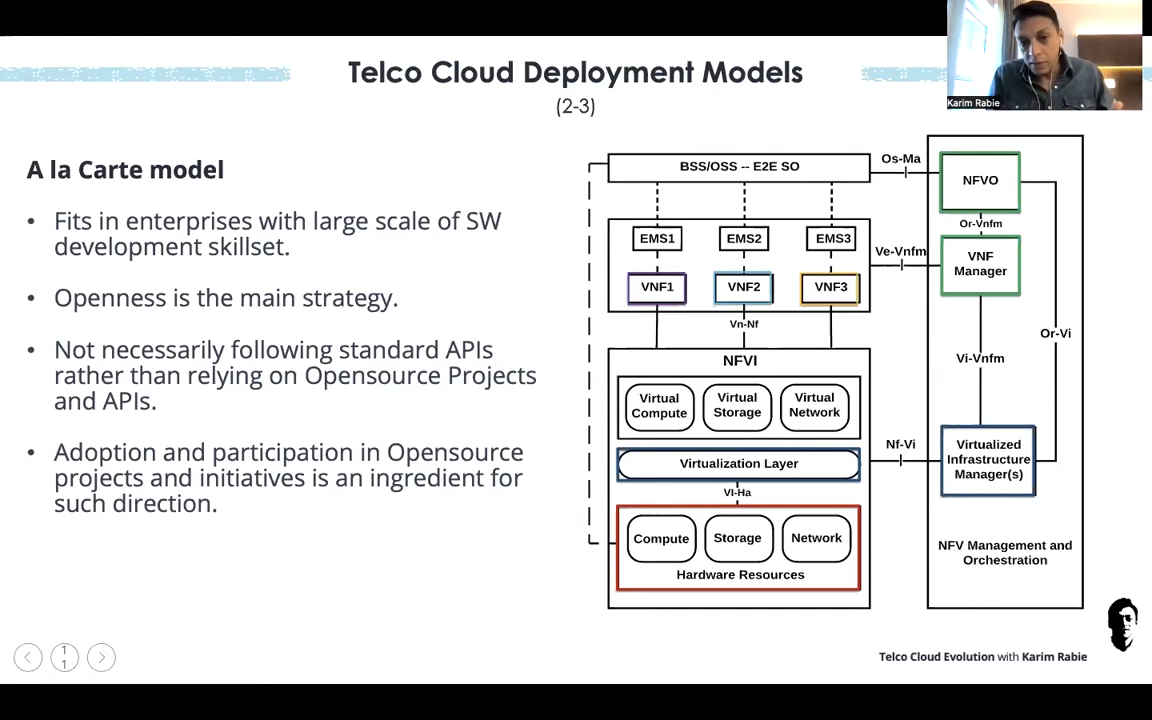 Karim Rabie
Telco Cloud Deployment Models
(2-3)
A la Carte model
• Fits in enterprises with large scale of SW
development skillset.
• Openness is the main strategy.
• Not necessarily following standard APIs
rather than relying on Opensource Projects
and APIs.
• Adoption and participation in Opensource
projects and initiatives is an ingredient for
such direction.
BSS/OSS -- E2E SO
Os-Ma
NFVO
Or-Vnfm
EMS1
EMS2
EMS3
Ve-Vnfm
VNF
Manager
VNF1
VNF2
VNF3
Vn-Nf
Or-Vi
Vi-Vnfm
NFVI
Virtual
Compute
Virtual
Storage
Virtual
Network
Nf-Vi
Virtualized
Infrastructure
Manager(s)
Virtualization Layer
VI-Ha
Compute
Storage
Network
Hardware Resources
NFV Management and
Orchestration
1
1
Telco Cloud Evolution with Karim Rabie